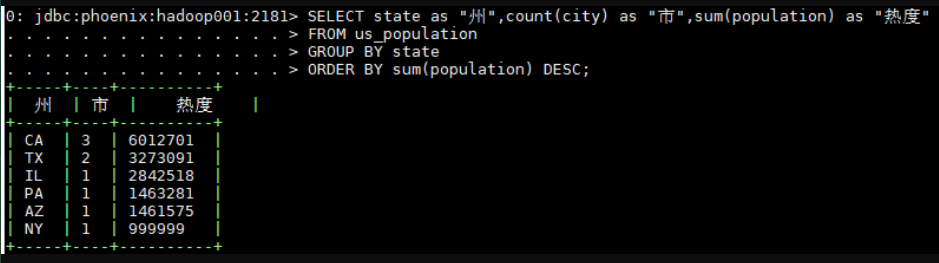 0: jdbc:phoenix:hadoop001:2181> SELECT state as "州",count(city) as "市",sum(population) as "热度"
. . . . . . . . . . . . . . . > FROM us_population
. . . . . . . . . . . . . . . > GROUP BY state
. . . . . . . . . . . . . . . > ORDER BY sum(population) DESC;
+-----+----+----------+
| 州 | 市 | 热度 |
+-----+----+----------+
| CA | 3 | 6012701 |
| TX | 2 | 3273091 |
| IL | 1 | 2842518 |
| PA | 1 | 1463281 |
| AZ | 1 | 1461575 |
| NY | 1 | 999999 |
+-----+----+----------+